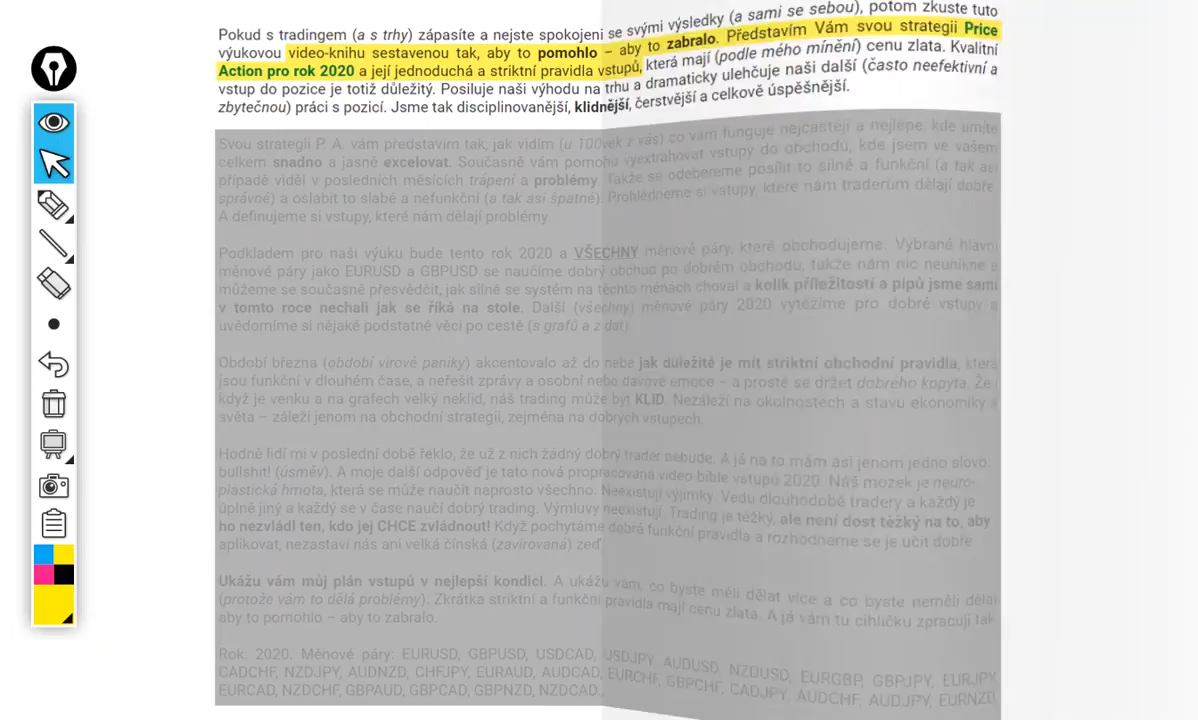 Pokud s tradingem (a s trhy) zápasíte a nejste spokojeni se svými výsledky (a sami se sebou), potom zkuste tuto
výukovou video-knihu sestavenou tak, aby to pomohlo – aby to zabralo. Představím Vám svou strategii Price
Action pro rok 2020 a její jednoduchá a striktní pravidla vstupů, která mají (podle mého mínění) cenu zlata. Kvalitní
vstup do pozice je totiž důležitý. Posiluje naši výhodu na trhu a dramaticky ulehčuje naši další (často neefektivní a
zbytečnou) práci s pozicí. Jsme tak disciplinovanější, klidnější, čerstvější a celkově úspěšnější.
Svou strategii P. A. vám představím tak, jak vidím (u 100vek z vás) co vám funguje nejčastěji a nejlépe, kde umíte
celkem snadno a jasně excelovat. Současně vám pomohu vyextrahovat vstupy do obchodů, kde jsem ve vašem
případě viděl v posledních měsících trápení a problémy. Takže se odebereme posílit to silné a funkční (a tak asi
správné) a oslabit to slabé a nefunkční (a tak asi špatné). Prohlédneme si vstupy, které nám traderům dělají dobře.
A definujeme si vstupy, které nám dělají problémy.
Podkladem pro naši výuku bude tento rok 2020 a VŠECHNY měnové páry, které obchodujeme. Vybrané hlavní
měnové páry jako EURUSD a GBPUSD se naučíme dobrý obchod po dobrém obchodu, takže nám nic neunikne a
můžeme se současně přesvědčit, jak silně se systém na těchto měnách choval a kolik příležitostí a pipů jsme sami
v tomto roce nechali jak se říká na stole. Další (všechny) měnové páry 2020 vytěžíme pro dobré vstupy a
uvědomíme si nějaké podstatné věci po cestě (s grafů a z dat).
Období března (období virové paniky) akcentovalo až do nebe jak důležité je mít striktní obchodní pravidla, která
jsou funkční v dlouhém čase, a neřešit zprávy a osobní nebo davové emoce – a prostě se držet dobrého kopyta. Že i
když je venku a na grafech velký neklid, náš trading může být KLID. Nezáleží na okolnostech a stavu ekonomiky a
světa – záleží jenom na obchodní strategii, zejména na dobrých vstupech.
Hodně lidí mi v poslední době řeklo, že už z nich žádný dobrý trader nebude. A já na to mám asi jenom jedno slovo:
bullshit! (úsměv). A moje další odpověď je tato nová propracovaná video bible vstupů 2020. Náš mozek je neuro-
plastická hmota, která se může naučit naprosto všechno. Neexistují výjimky. Vedu dlouhodobě tradery a každý je
úplně jiný a každý se v čase naučí dobrý trading. Výmluvy neexistují. Trading je těžký, ale není dost těžký na to, aby
ho nezvládl ten, kdo jej CHCE zvládnout! Když pochytáme dobrá funkční pravidla a rozhodneme se je učit dobře
aplikovat, nezastaví nás ani velká čínská (zavirovaná) zeď.
Ukážu vám můj plán vstupů v nejlepší kondici. A ukážu vám, co byste měli dělat více a co byste neměli dělat
(protože vám to dělá problémy). Zkrátka striktní a funkční pravidla mají cenu zlata. A já vám tu cihličku zpracuji tak,
aby to pomohlo – aby to zabralo.
Rok: 2020. Měnové páry: EURUSD, GBPUSD, USDCAD, USDJPY, AUDUSD, NZDUSD, EURGBP, GBPJPY, EURJPY,
CADCHF, NZDJPY, AUDNZD, CHFJPY, EURAUD, AUDCAD, EURCHF, GBPCHF, CADJPY, AUDCHF, AUDJPY, EURNZD,
EURCAD, NZDCHF, GBPAUD, GBPCAD, GBPNZD, NZDCAD.